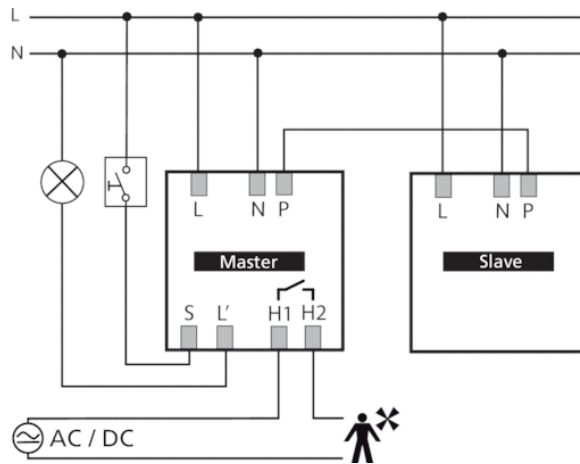 L
N
L N P
L N P
Master
Slave
S L' H1 H2
AC / DC